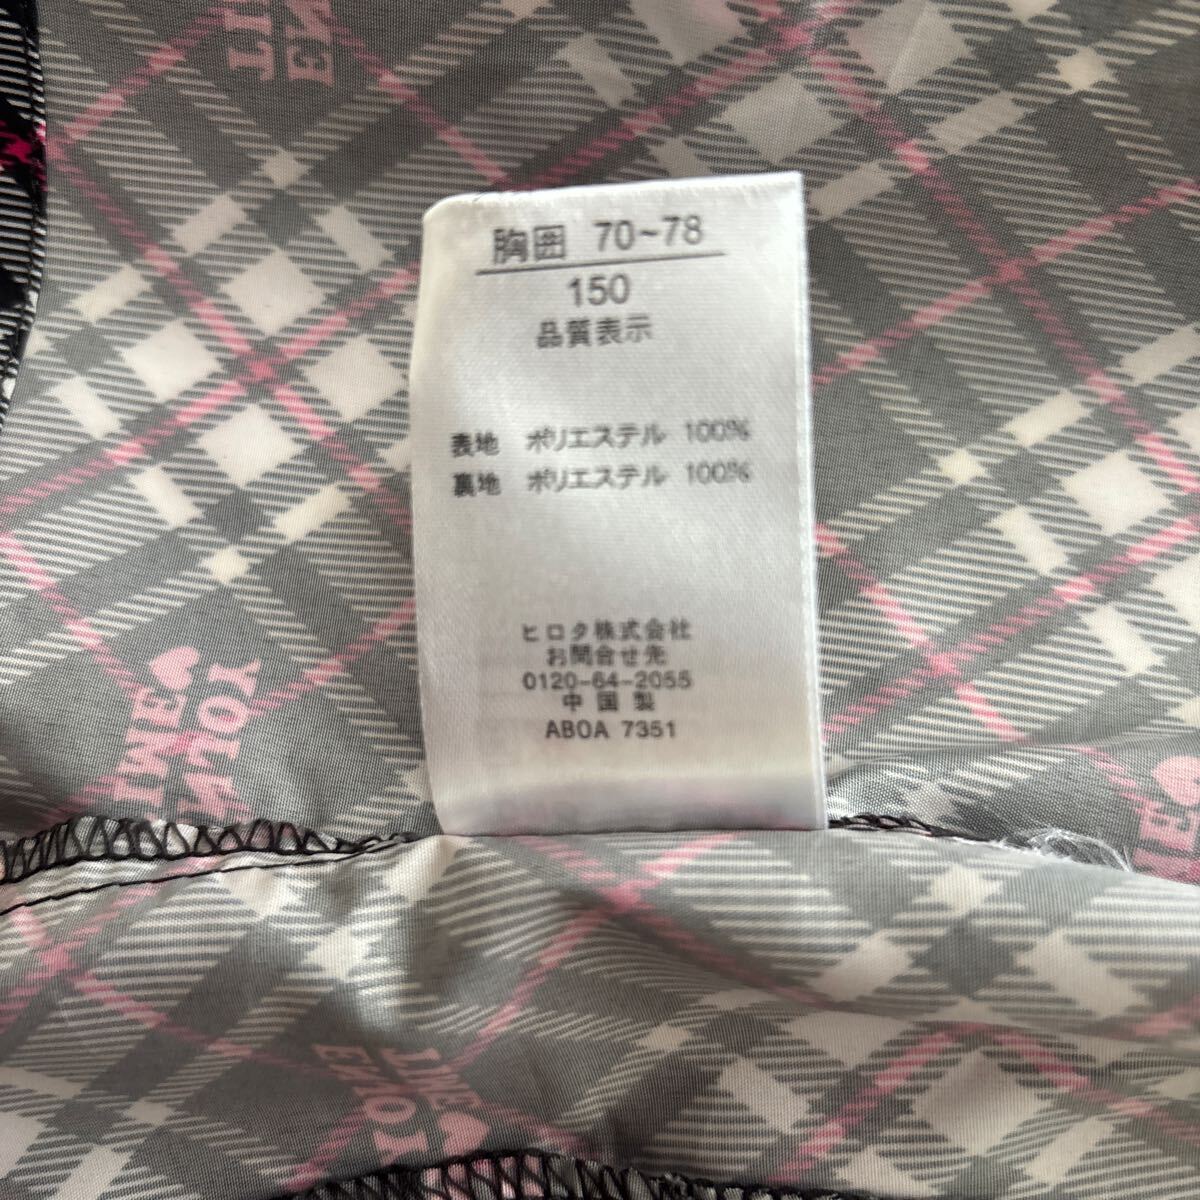 胸囲 70~78
150
品質表示
表地 ポリエステル 100%
裏地 ポリエステル 100%
ヒロタ株式会社
お問合せ先
0120-64-2055
中国製
ABOA 7351